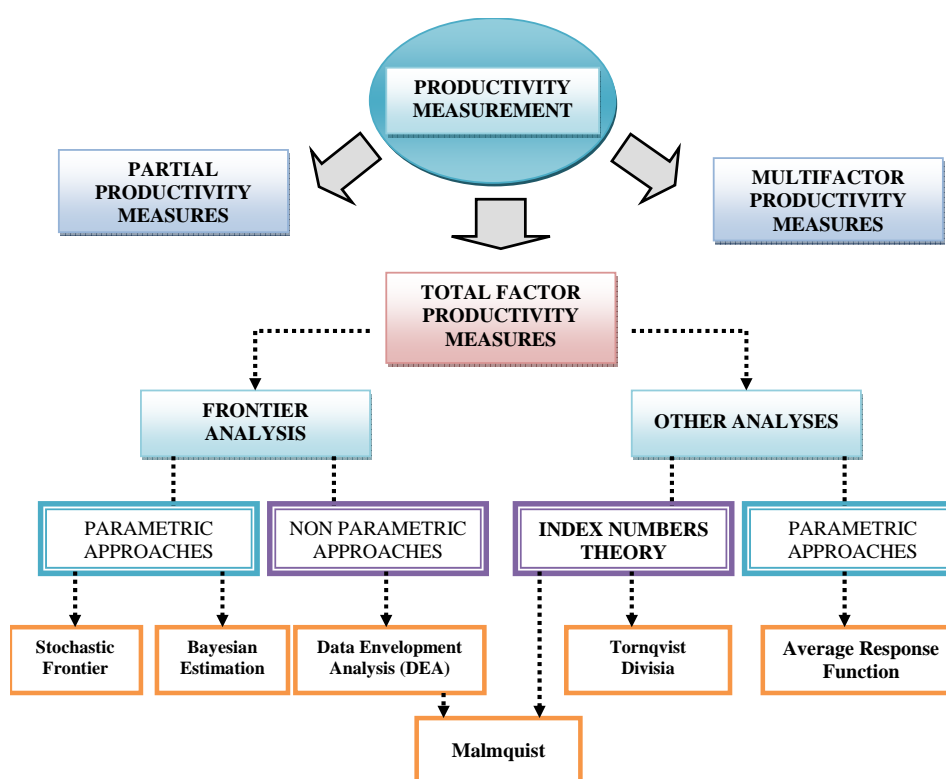 PRODUCTIVITY
MEASUREMENT
PARTIAL
PRODUCTIVITY
MEASURES
MULTIFACTOR
PRODUCTIVITY
MEASURES
TOTAL FACTOR
PRODUCTIVITY
MEASURES
FRONTIER
ANALYSIS
OTHER ANALYSES
PARAMETRIC
APPROACHES
NON PARAMETRIC
APPROACHES
INDEX NUMBERS
THEORY
PARAMETRIC
APPROACHES
Stochastic
Frontier
Bayesian
Estimation
Data Envelopment
Analysis (DEA)
Tornqvist
Divisia
Average Response
Function
Malmquist